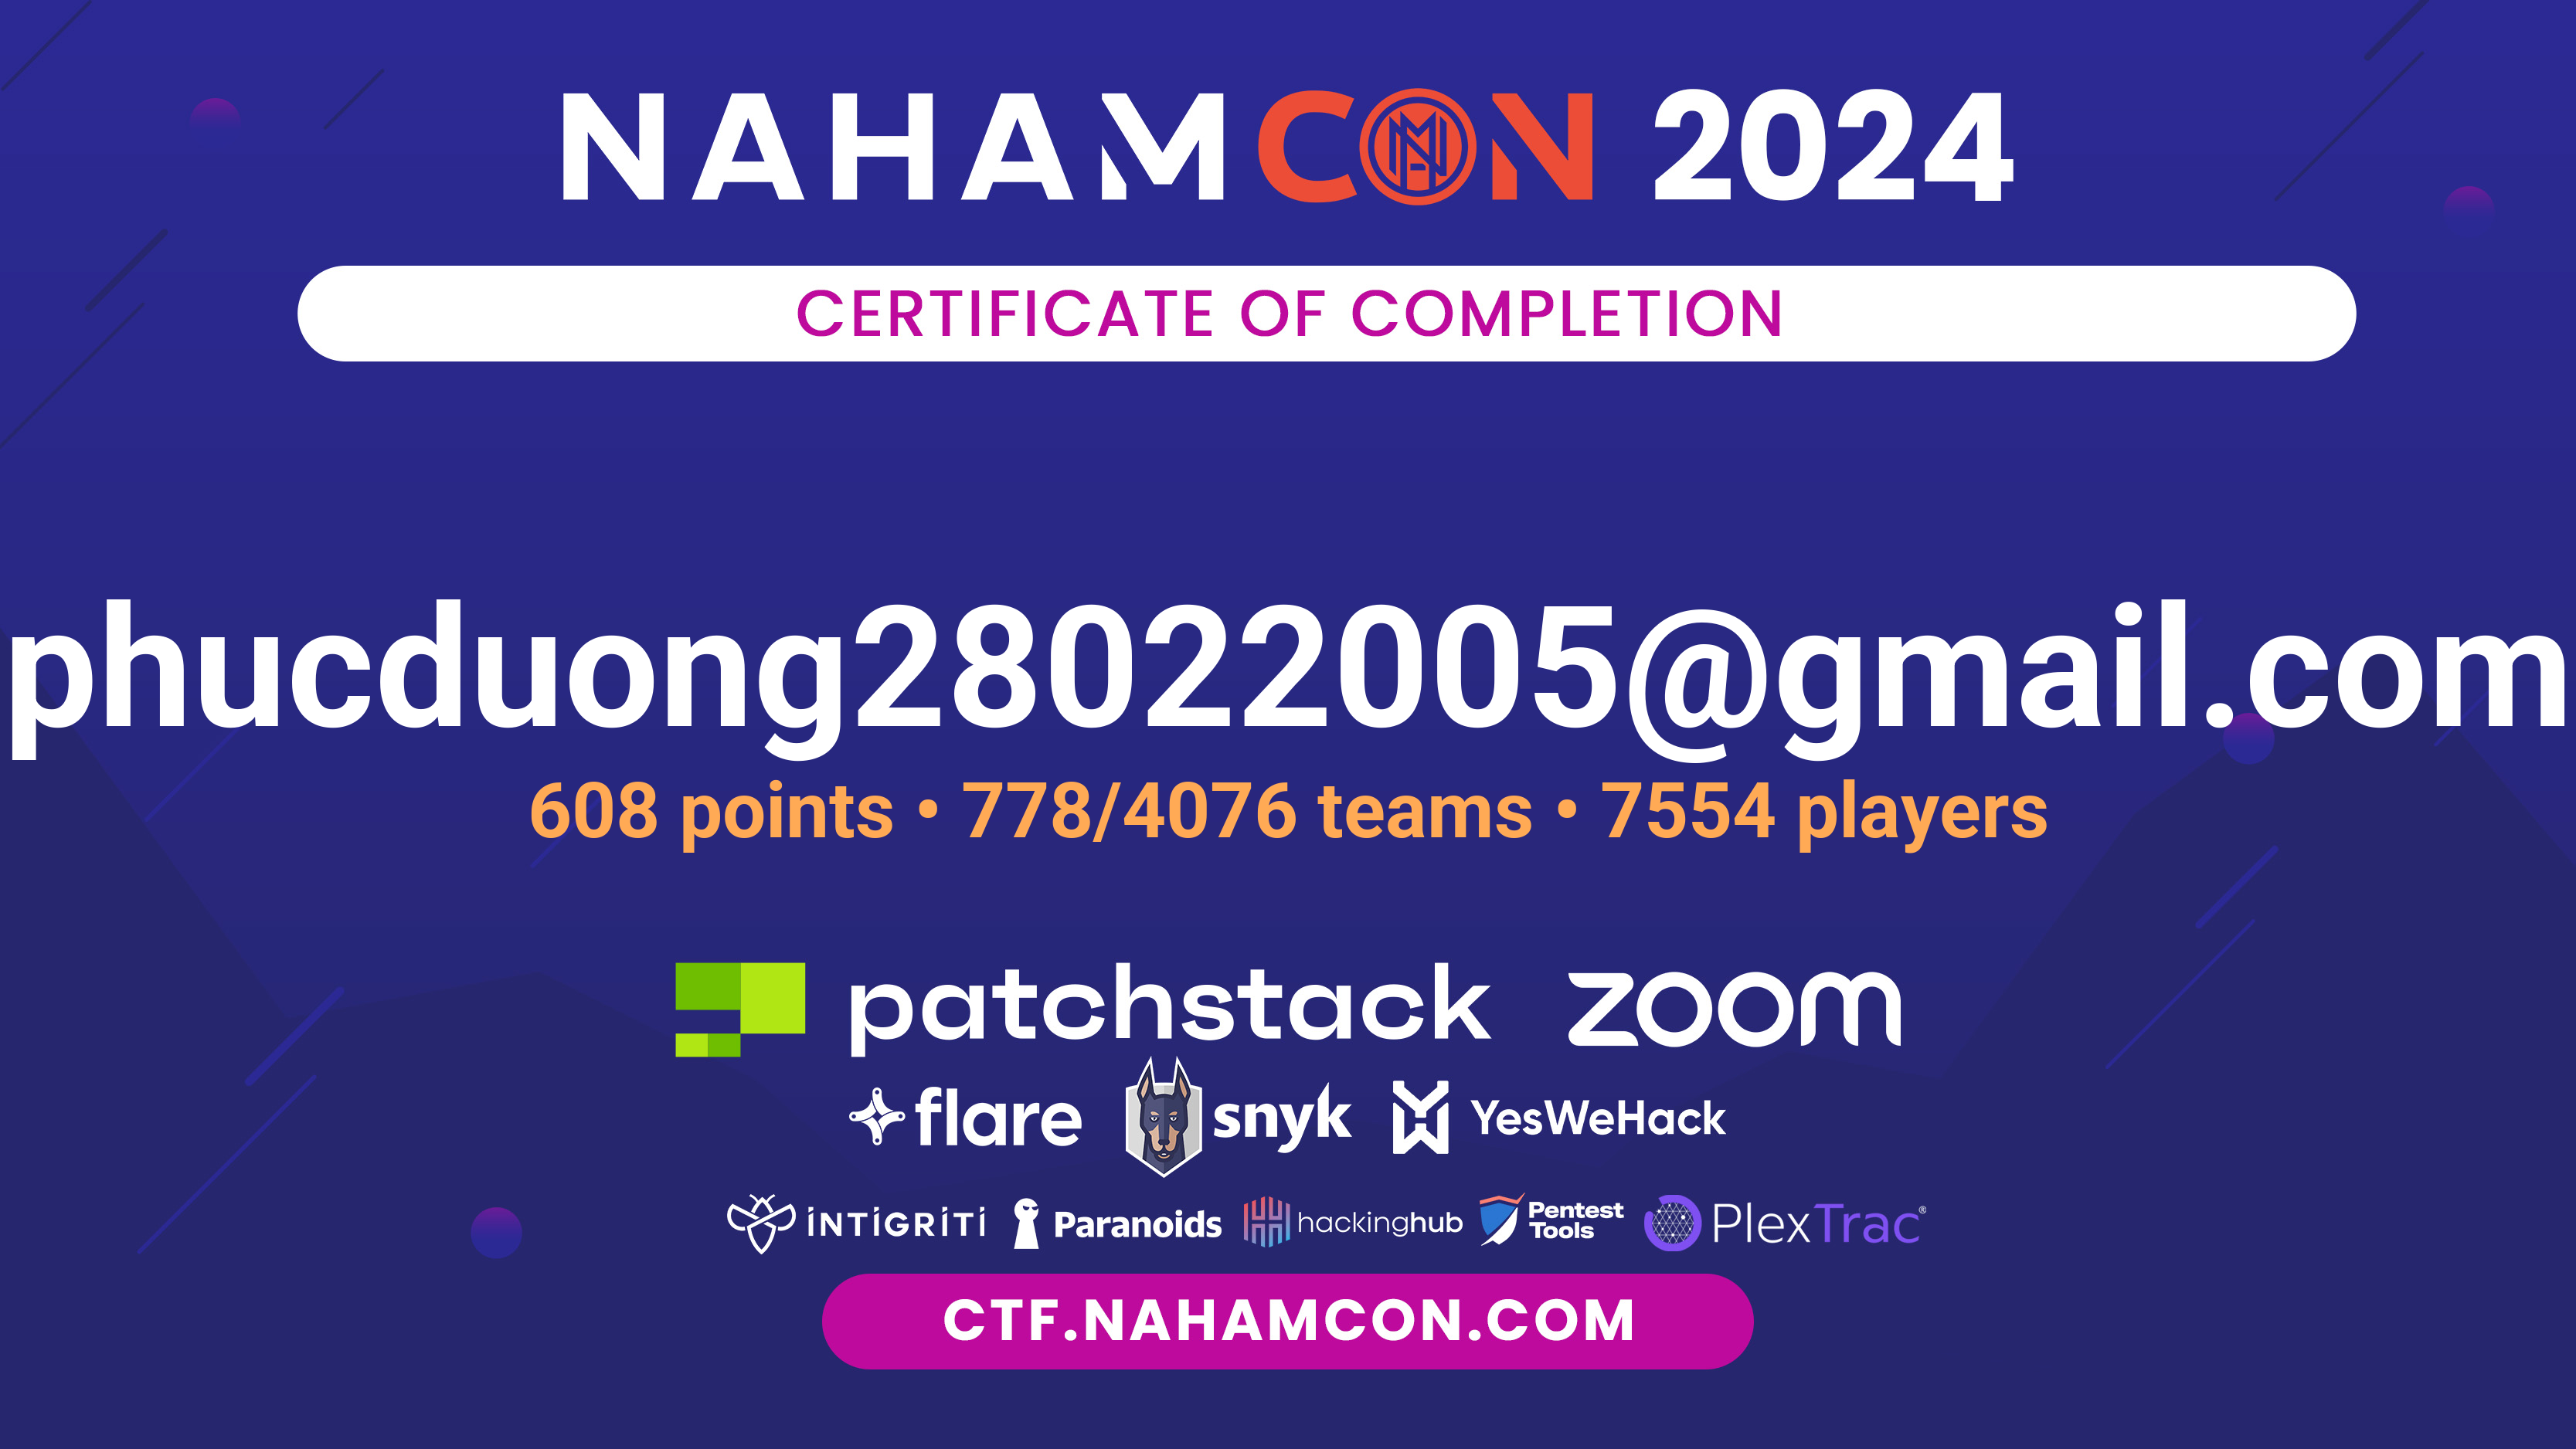 NAHAMCON 2024
CERTIFICATE OF COMPLETION
phucduong28022005@gmail.com
608 points • 778/4076 teams • 7554 players
patchstack zoom
flare snyk YesWeHack
INTIGRITI Paranoids hackinghub Pentest Tools PlexTrac®
CTF.NAHAMCON.COM